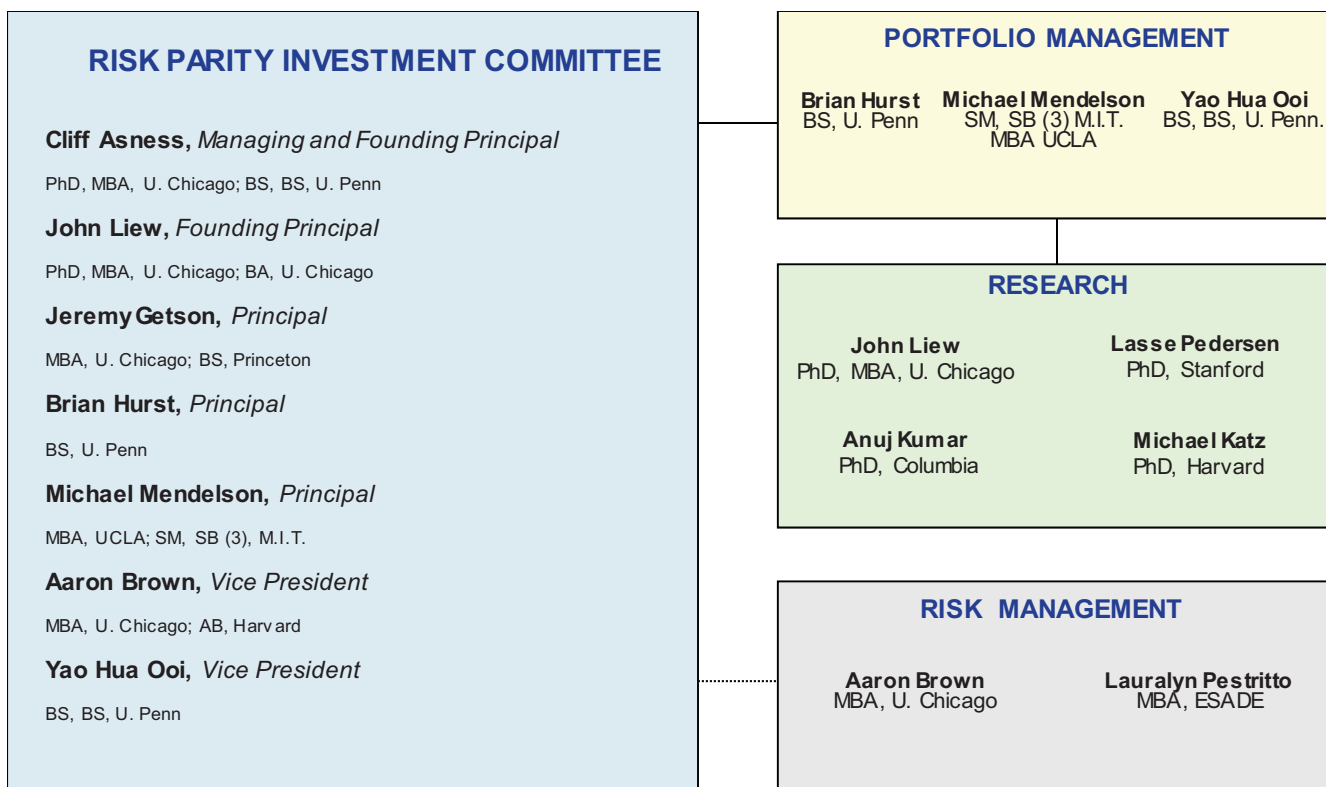 RISK PARITY INVESTMENT COMMITTEE
Cliff Asness, Managing and Founding Principal
PhD, MBA, U. Chicago; BS, BS, U. Penn
John Liew, Founding Principal
PhD, MBA, U. Chicago; BA, U. Chicago
Jeremy Getson, Principal
MBA, U. Chicago; BS, Princeton
Brian Hurst, Principal
BS, U. Penn
Michael Mendelson, Principal
MBA, UCLA; SM, SB (3), M.I.T.
Aaron Brown, Vice President
MBA, U. Chicago; AB, Harvard
Yao Hua Ooi, Vice President
BS, BS, U. Penn
PORTFOLIO MANAGEMENT
Brian Hurst
BS, U. Penn
Michael Mendelson
SM, SB (3) M.I.T.
MBA UCLA
Yao Hua Ooi
BS, BS, U. Penn.
RESEARCH
John Liew
PhD, MBA, U. Chicago
Lasse Pedersen
PhD, Stanford
Anuj Kumar
PhD, Columbia
Michael Katz
PhD, Harvard
RISK MANAGEMENT
Aaron Brown
MBA, U. Chicago
Lauralyn Pestritto
MBA, ESADE